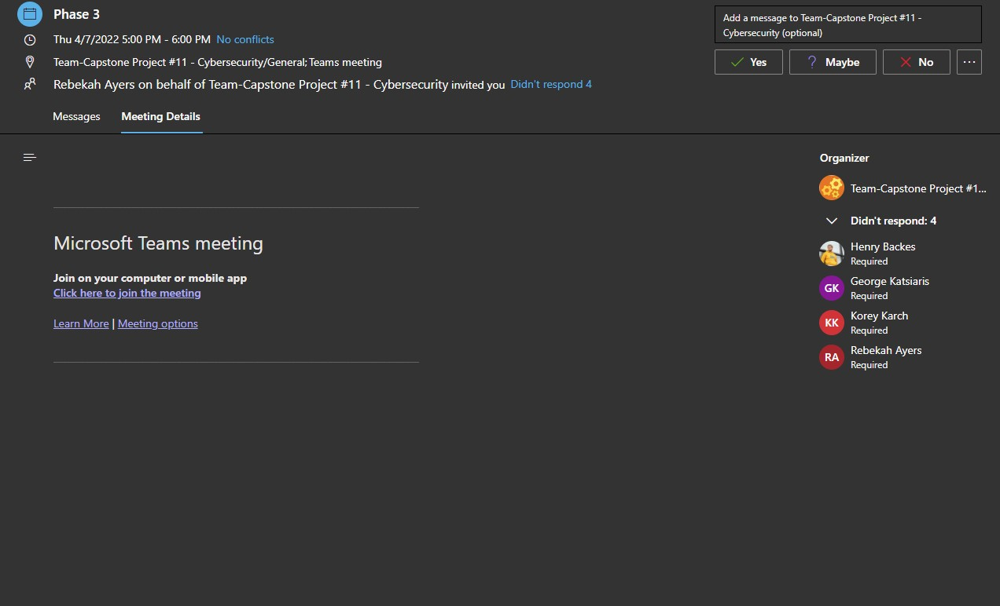 Phase 3
Thu 4/7/2022 5:00 PM - 6:00 PM No conflicts
Team-Capstone Project #11 - Cybersecurity/General; Teams meeting
Rebekah Ayers on behalf of Team-Capstone Project #11 - Cybersecurity invited you Didn't respond 4
Add a message to Team-Capstone Project #11 -
Cybersecurity (optional)
Yes Maybe No ...
Messages Meeting Details
Microsoft Teams meeting
Join on your computer or mobile app
Click here to join the meeting
Learn More | Meeting options
Organizer
Team-Capstone Project #1...
Didn't respond: 4
Henry Backes
Required
GK George Katsiaris
Required
KK Korey Karch
Required
RA Rebekah Ayers
Required